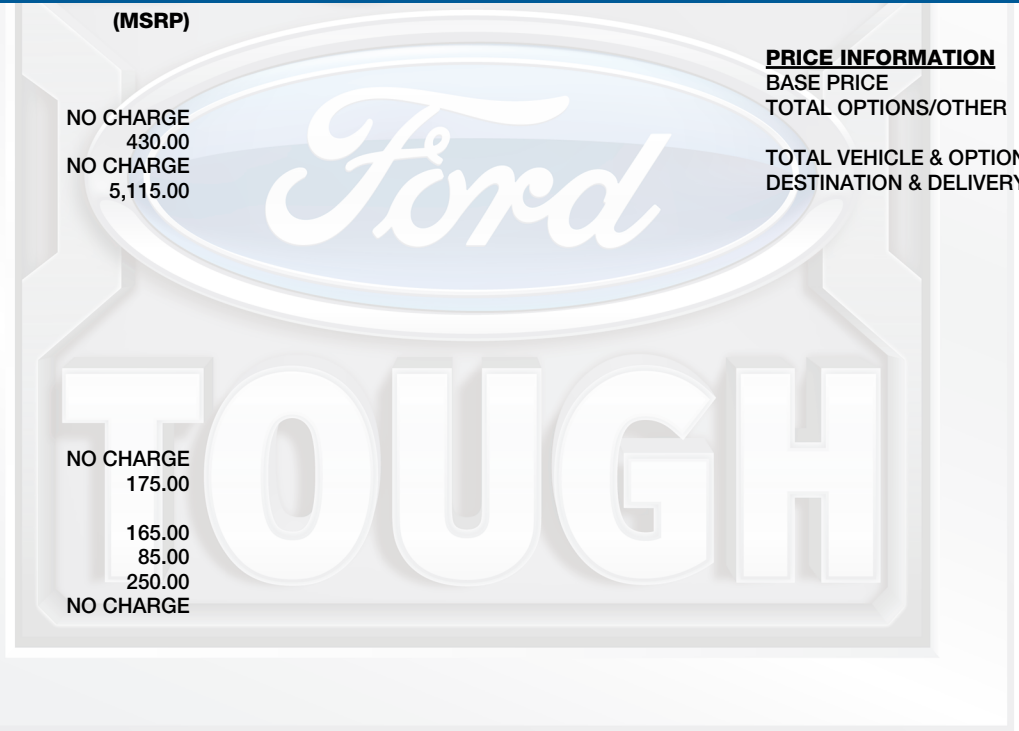 (MSRP)
NO CHARGE
430.00
NO CHARGE
5,115.00
NO CHARGE
175.00
165.00
85.00
250.00
NO CHARGE
PRICE INFORMATION
BASE PRICE
TOTAL OPTIONS/OTHER
TOTAL VEHICLE & OPTION
DESTINATION & DELIVERY
Ford
TOUGH